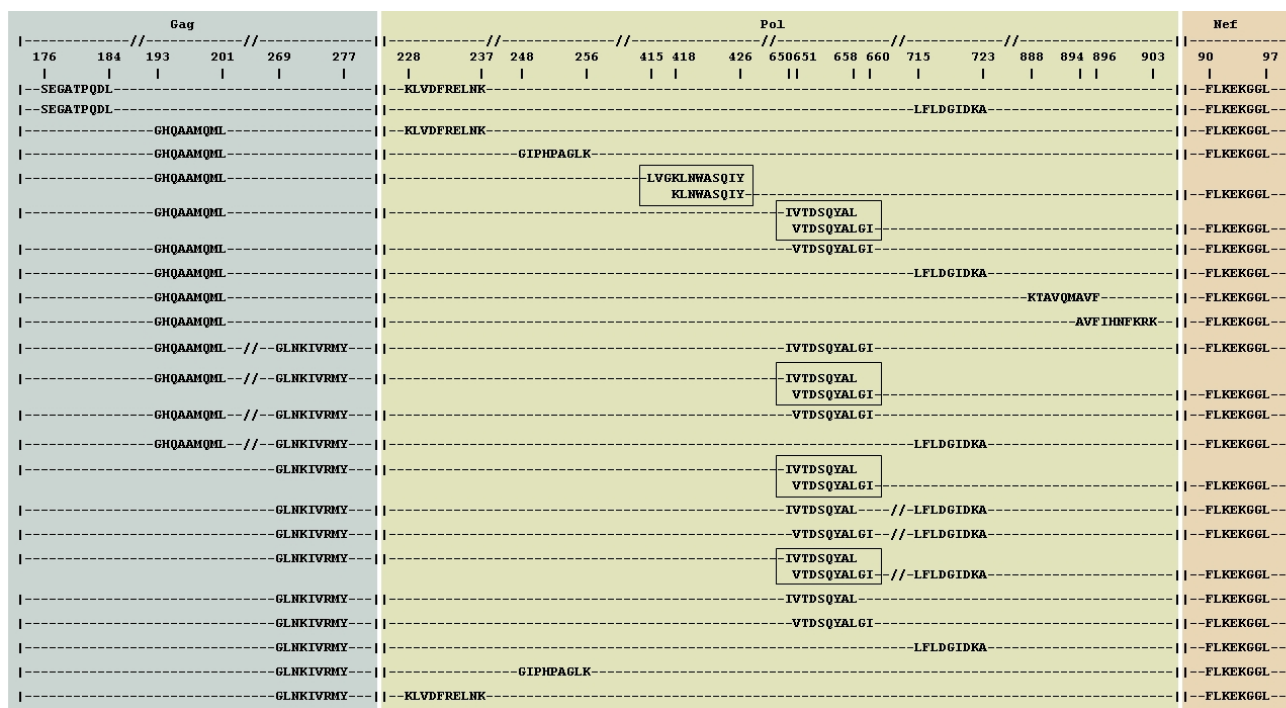 Gag Pol Nef
|--------------//------------//-------------| |------------//---------------//-----------------//--------------//------------//-------------------| |------------
176 184 193 201 269 277 228 237 248 256 415 418 426 650651 658 660 715 723 888 894 896 903 90 97
SEGATPQDL KLVDFRELNK FLKEKGGL
SEGATPQDL LFLDGIDKA FLKEKGGL
GHQAAMQML KLVDFRELNK FLKEKGGL
GHQAAMQML GIPHPAGLK FLKEKGGL
GHQAAMQML LVGKLNWASQIY
KLNWASQIY FLKEKGGL
GHQAAMQML IVTDSQYAL
VTDSQYALGI FLKEKGGL
GHQAAMQML VTDSQYALGI FLKEKGGL
GHQAAMQML LFLDGIDKA FLKEKGGL
GHQAAMQML KTAVQMAVF FLKEKGGL
GHQAAMQML AVFIHNFKRK FLKEKGGL
GHQAAMQML--//--GLNKIVRMY IVTDSQYALGI FLKEKGGL
GHQAAMQML--//--GLNKIVRMY IVTDSQYAL
VTDSQYALGI FLKEKGGL
GHQAAMQML--//--GLNKIVRMY VTDSQYALGI FLKEKGGL
GHQAAMQML--//--GLNKIVRMY LFLDGIDKA FLKEKGGL
GLNKIVRMY IVTDSQYAL
VTDSQYALGI FLKEKGGL
GLNKIVRMY IVTDSQYAL----//-LFLDGIDKA FLKEKGGL
GLNKIVRMY VTDSQYALGI--//-LFLDGIDKA FLKEKGGL
GLNKIVRMY IVTDSQYAL
VTDSQYALGI-//-LFLDGIDKA FLKEKGGL
GLNKIVRMY IVTDSQYAL FLKEKGGL
GLNKIVRMY VTDSQYALGI FLKEKGGL
GLNKIVRMY LFLDGIDKA FLKEKGGL
GLNKIVRMY GIPHPAGLK FLKEKGGL
GLNKIVRMY KLVDFRELNK FLKEKGGL